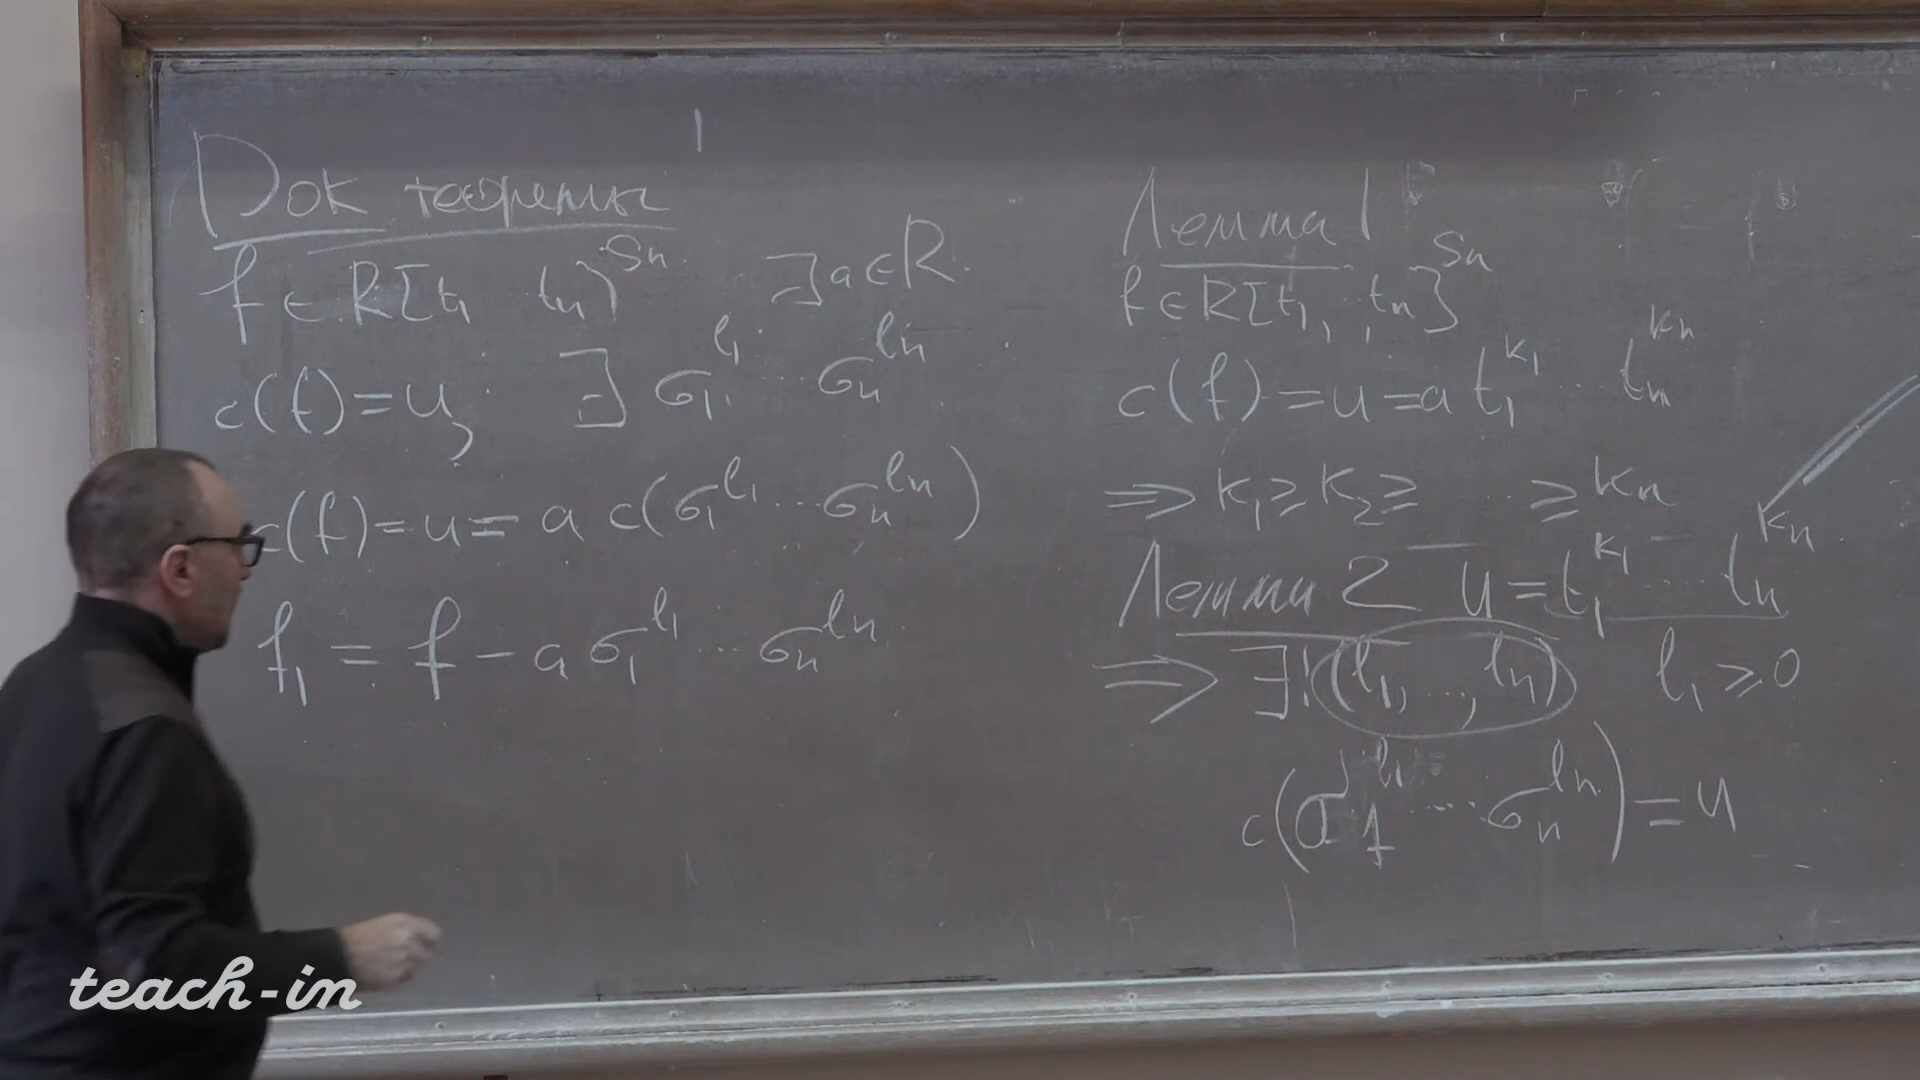 Док теоремы
f ∈ R[t₁ tₙ]^Sₙ ∃ a ∈ R.
c(f) = u, ∃ σ₁^l₁ ... σₙ^lₙ
c(f) = u = a c(σ₁^l₁ ... σₙ^lₙ)
f₁ = f − a σ₁^l₁ ... σₙ^lₙ
Лемма 1
f ∈ R[t₁, , tₙ]^Sₙ
c(f) = u = a t₁^k₁ ... tₙ^kₙ
⇒ k₁ ≥ k₂ ≥ ... ≥ kₙ
Лемма 2 u = t₁^k₁ ... tₙ^kₙ
⇒ ∃! (l₁, .., lₙ) l₁ ≥ 0
c(σ₁^l₁ ... σₙ^lₙ) = u
teach-in